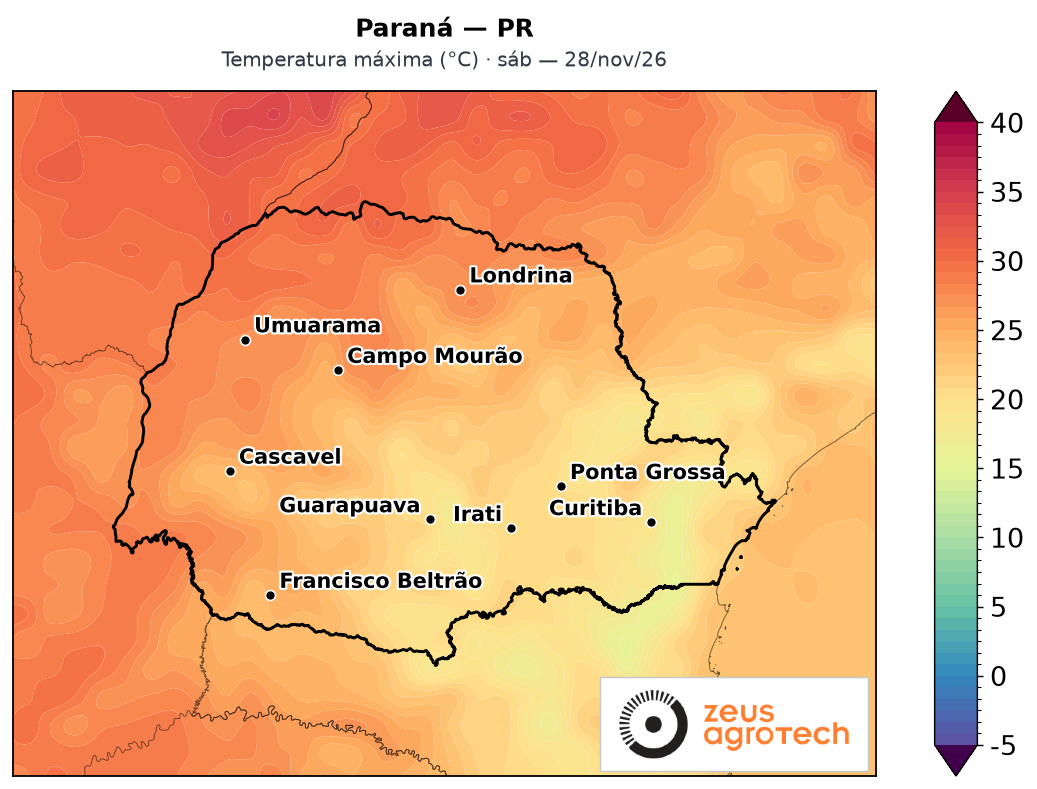 Paraná — PR
Temperatura máxima (°C) · sáb — 28/nov/26
Londrina
Umuarama
Campo Mourão
Cascavel
Ponta Grossa
Guarapuava
Irati
Curitiba
Francisco Beltrão
zeus
agrotech
40
35
30
25
20
15
10
5
0
-5